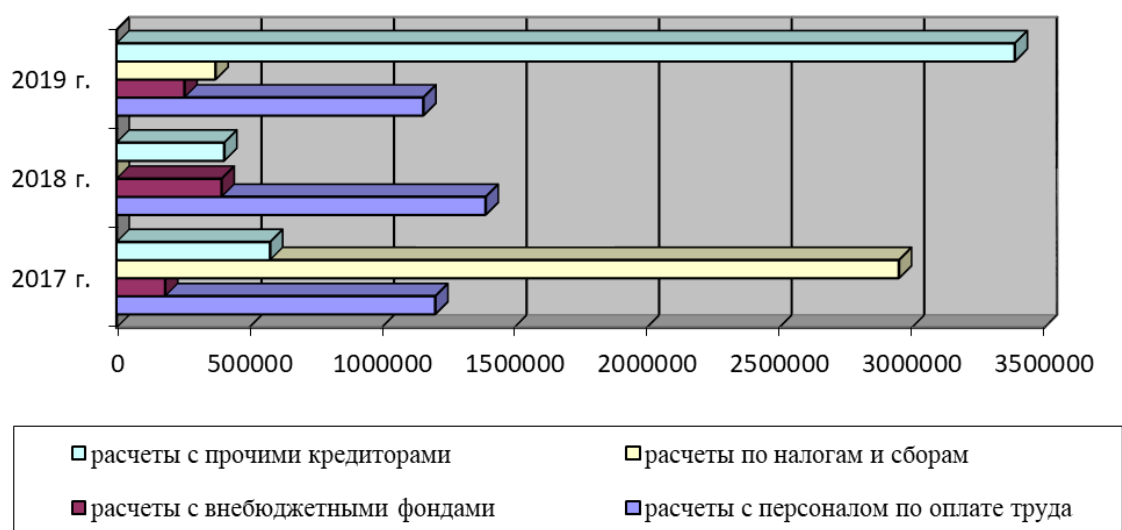 2019 г.
2018 г.
2017 г.
0 500000 1000000 1500000 2000000 2500000 3000000 3500000
расчеты с прочими кредиторами расчеты по налогам и сборам
расчеты с внебюджетными фондами расчеты с персоналом по оплате труда